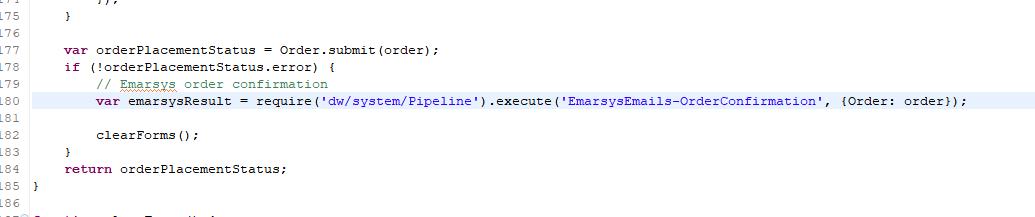 });
175 }
176
177 var orderPlacementStatus = Order.submit(order);
178 if (!orderPlacementStatus.error) {
179 // Emarsys order confirmation
180 var emarsysResult = require('dw/system/Pipeline').execute('EmarsysEmails-OrderConfirmation', {Order: order});
181
182 clearForms();
183 }
184 return orderPlacementStatus;
185 }
186